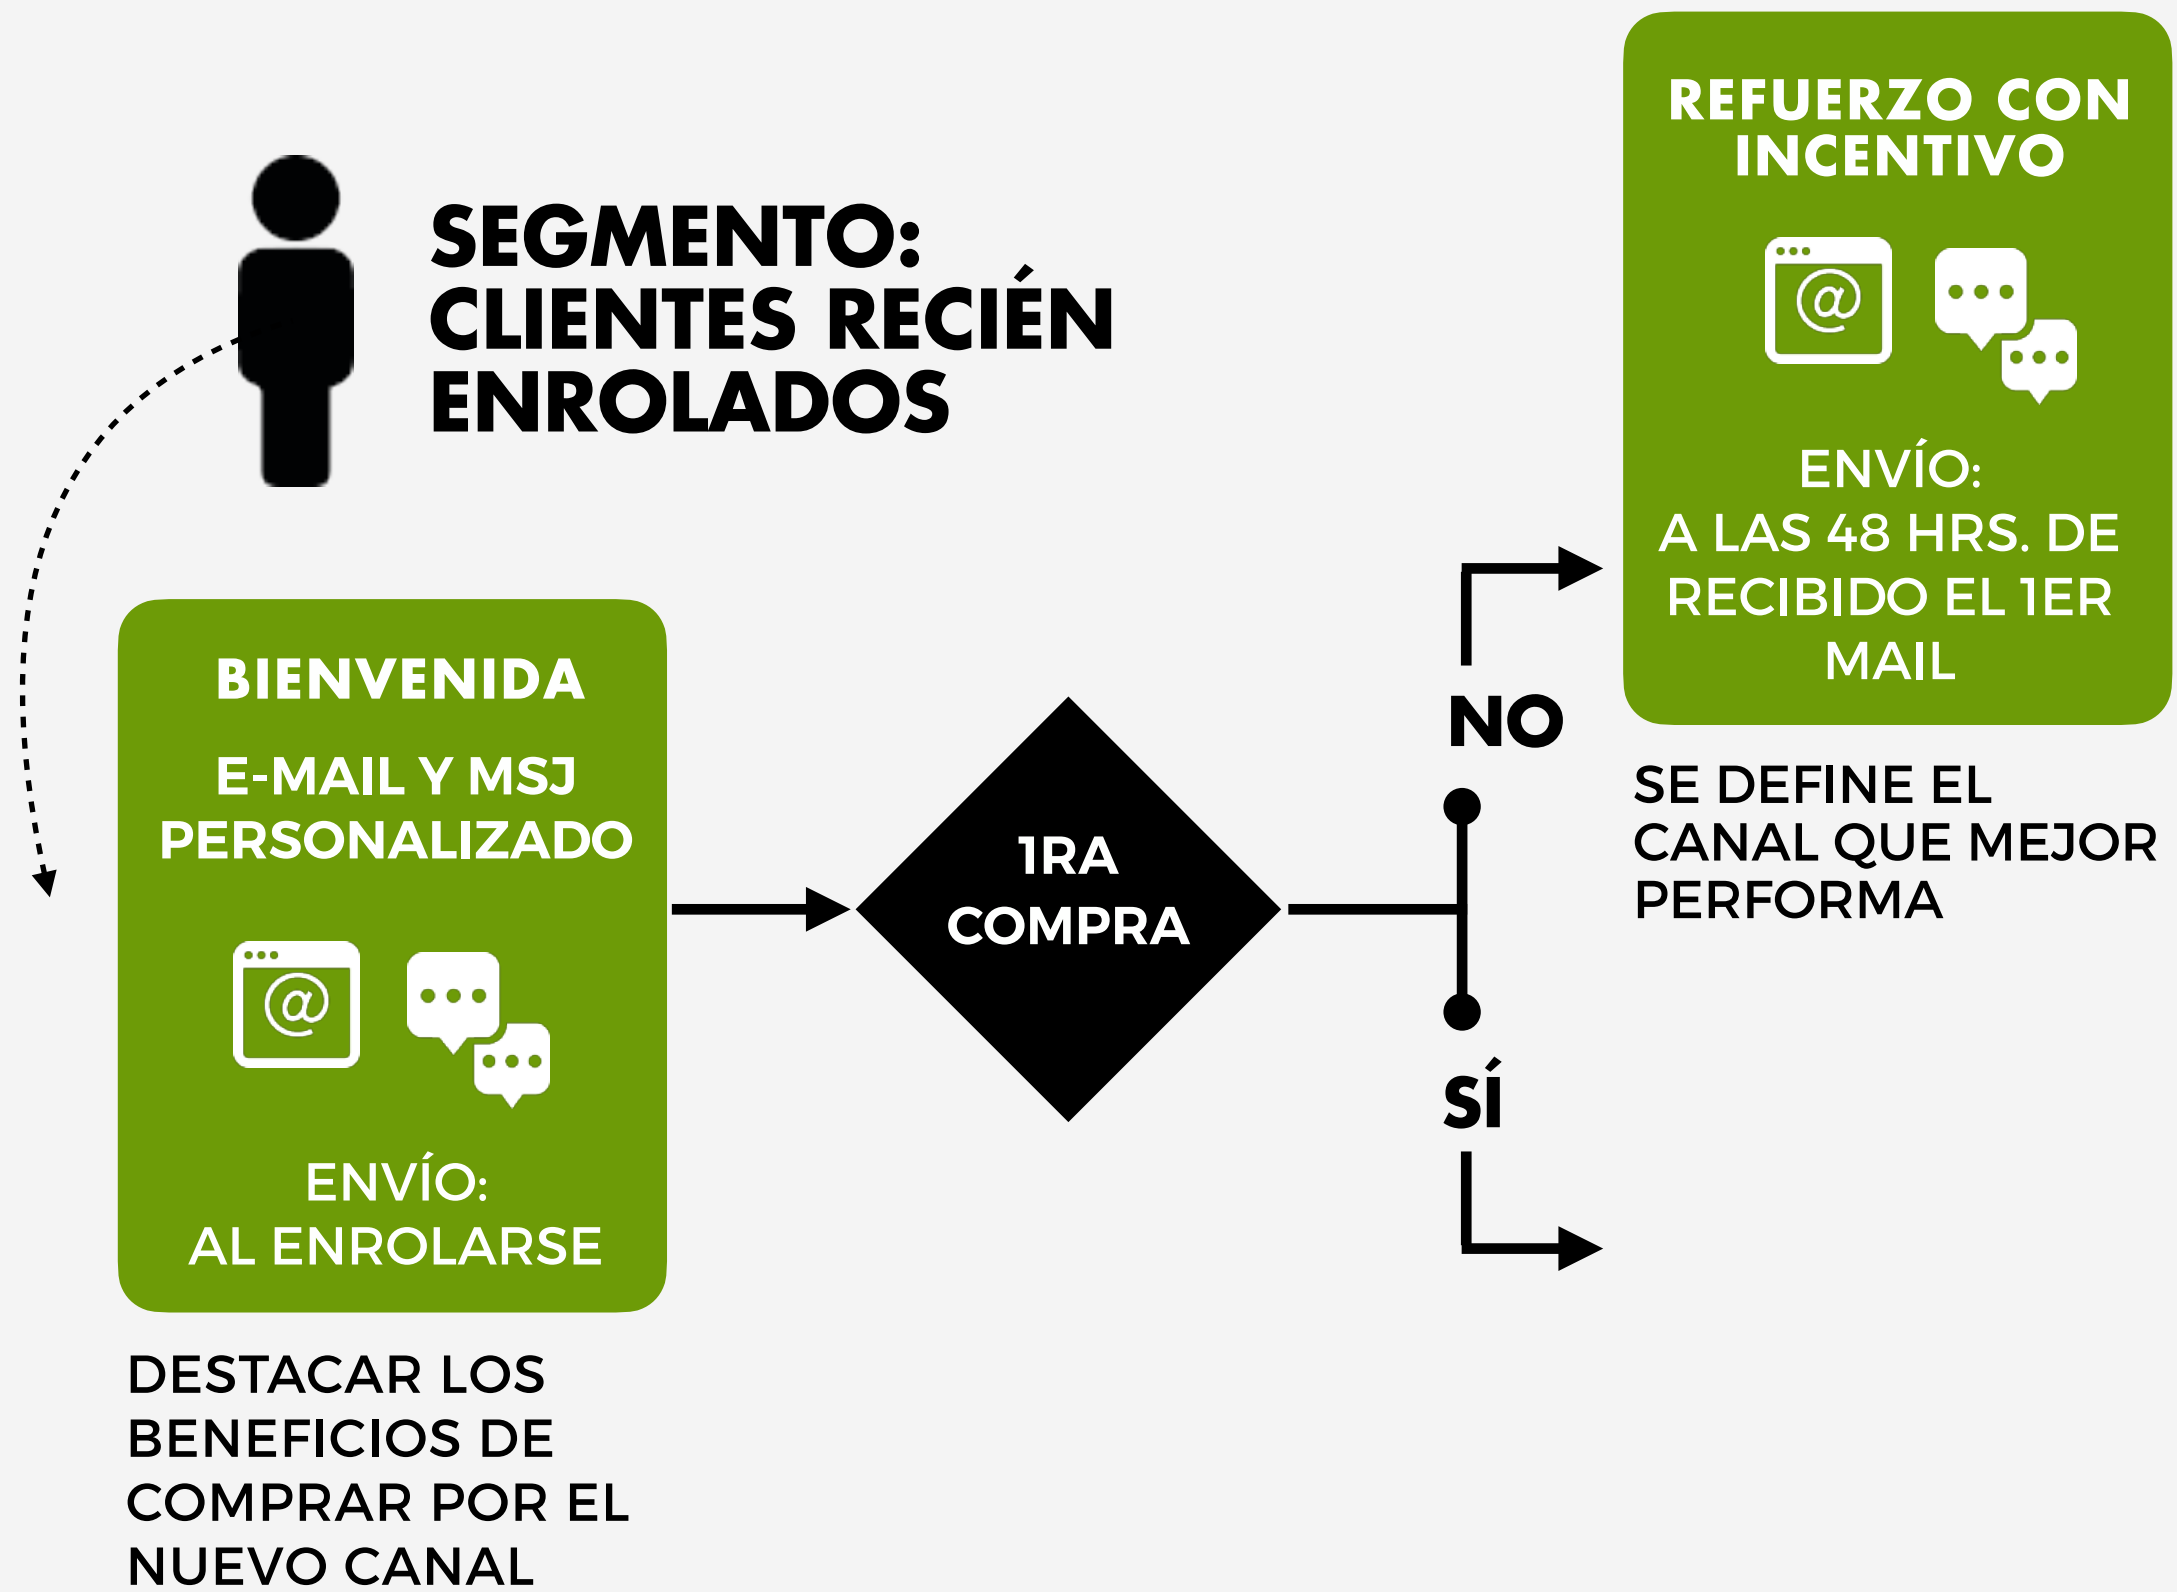 SEGMENTO:
CLIENTES RECIÉN
ENROLADOS
BIENVENIDA
E-MAIL Y MSJ
PERSONALIZADO
@
ENVÍO:
AL ENROLARSE
DESTACAR LOS
BENEFICIOS DE
COMPRAR POR EL
NUEVO CANAL
1RA
COMPRA
NO
SÍ
REFUERZO CON
INCENTIVO
@
ENVÍO:
A LAS 48 HRS. DE
RECIBIDO EL 1ER
MAIL
SE DEFINE EL
CANAL QUE MEJOR
PERFORMA